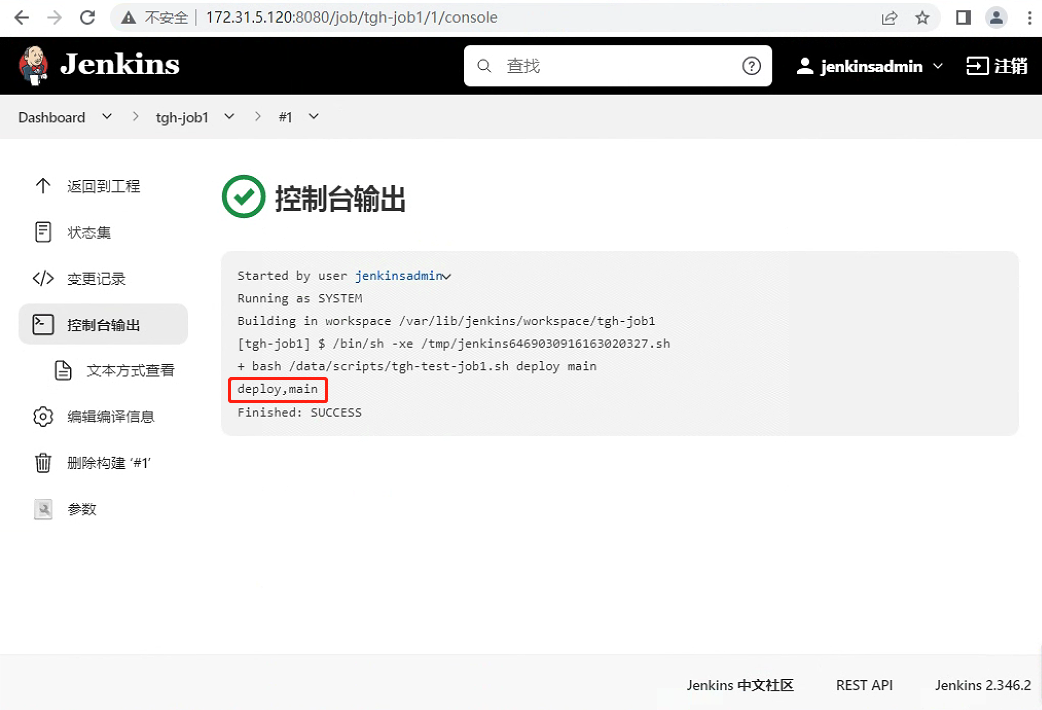 不安全 172.31.5.120:8080/job/tgh-job1/1/console
Jenkins 查找 jenkinsadmin 注销
Dashboard tgh-job1 #1
返回到工程
状态集
变更记录
控制台输出
文本方式查看
编辑编译信息
删除构建 '#1'
参数
控制台输出
Started by user jenkinsadmin
Running as SYSTEM
Building in workspace /var/lib/jenkins/workspace/tgh-job1
[tgh-job1] $ /bin/sh -xe /tmp/jenkins6469030916163020327.sh
+ bash /data/scripts/tgh-test-job1.sh deploy main
deploy,main
Finished: SUCCESS
Jenkins 中文社区 REST API Jenkins 2.346.2